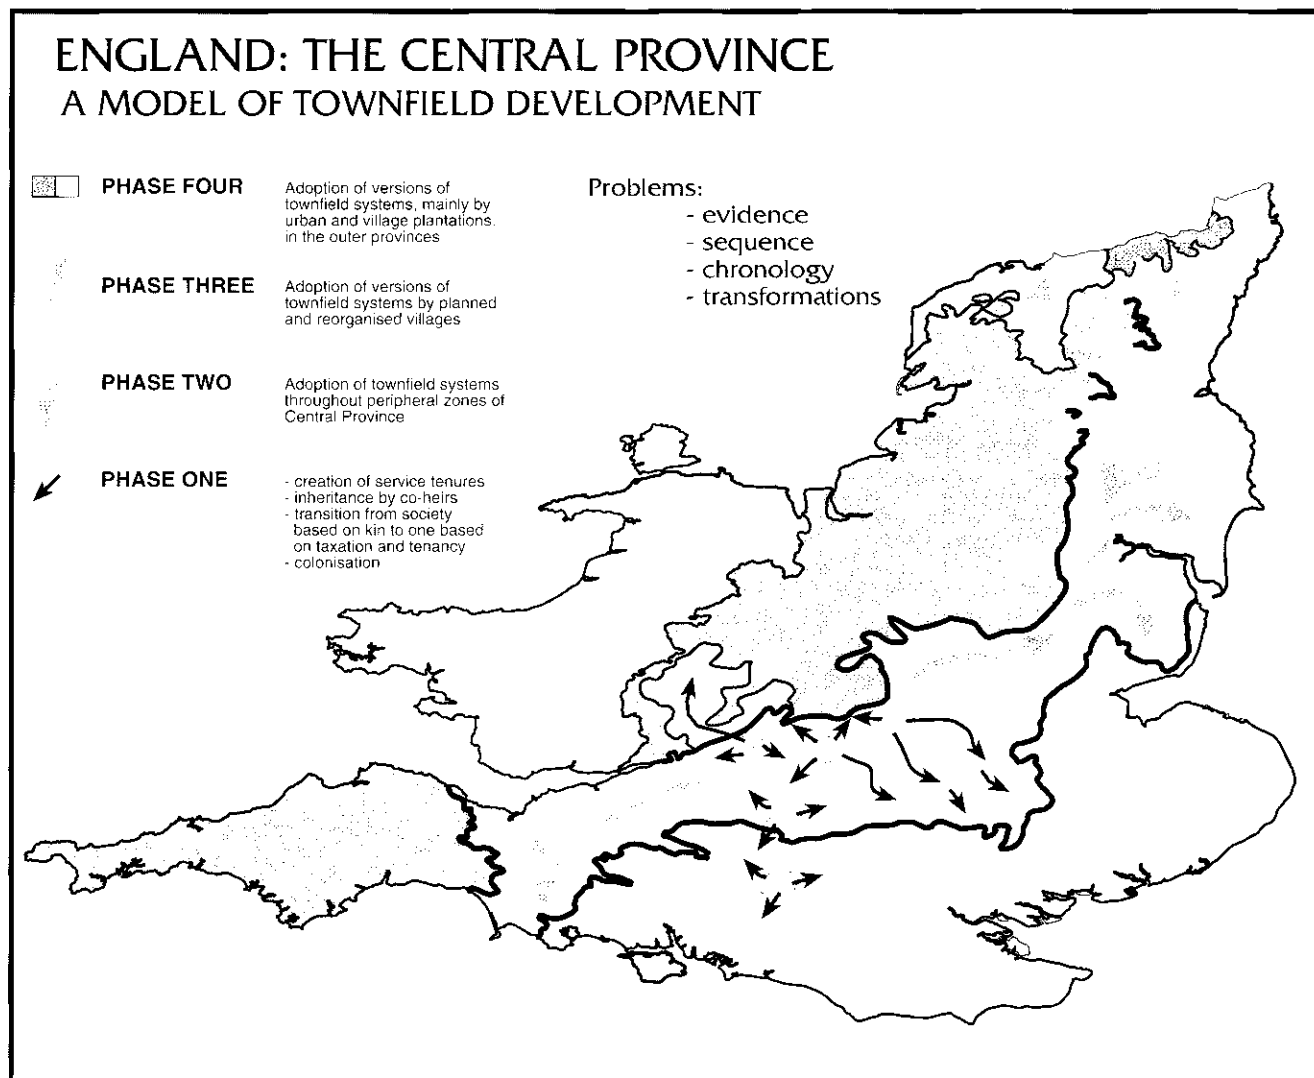 ENGLAND: THE CENTRAL PROVINCE
A MODEL OF TOWNFIELD DEVELOPMENT
PHASE FOUR
Adoption of versions of
townfield systems, mainly by
urban and village plantations,
in the outer provinces
PHASE THREE
Adoption of versions of
townfield systems by planned
and reorganised villages
PHASE TWO
Adoption of townfield systems
throughout peripheral zones of
Central Province
PHASE ONE
- creation of service tenures
- inheritance by co-heirs
- transition from society
based on kin to one based
on taxation and tenancy
- colonisation
Problems:
- evidence
- sequence
- chronology
- transformations